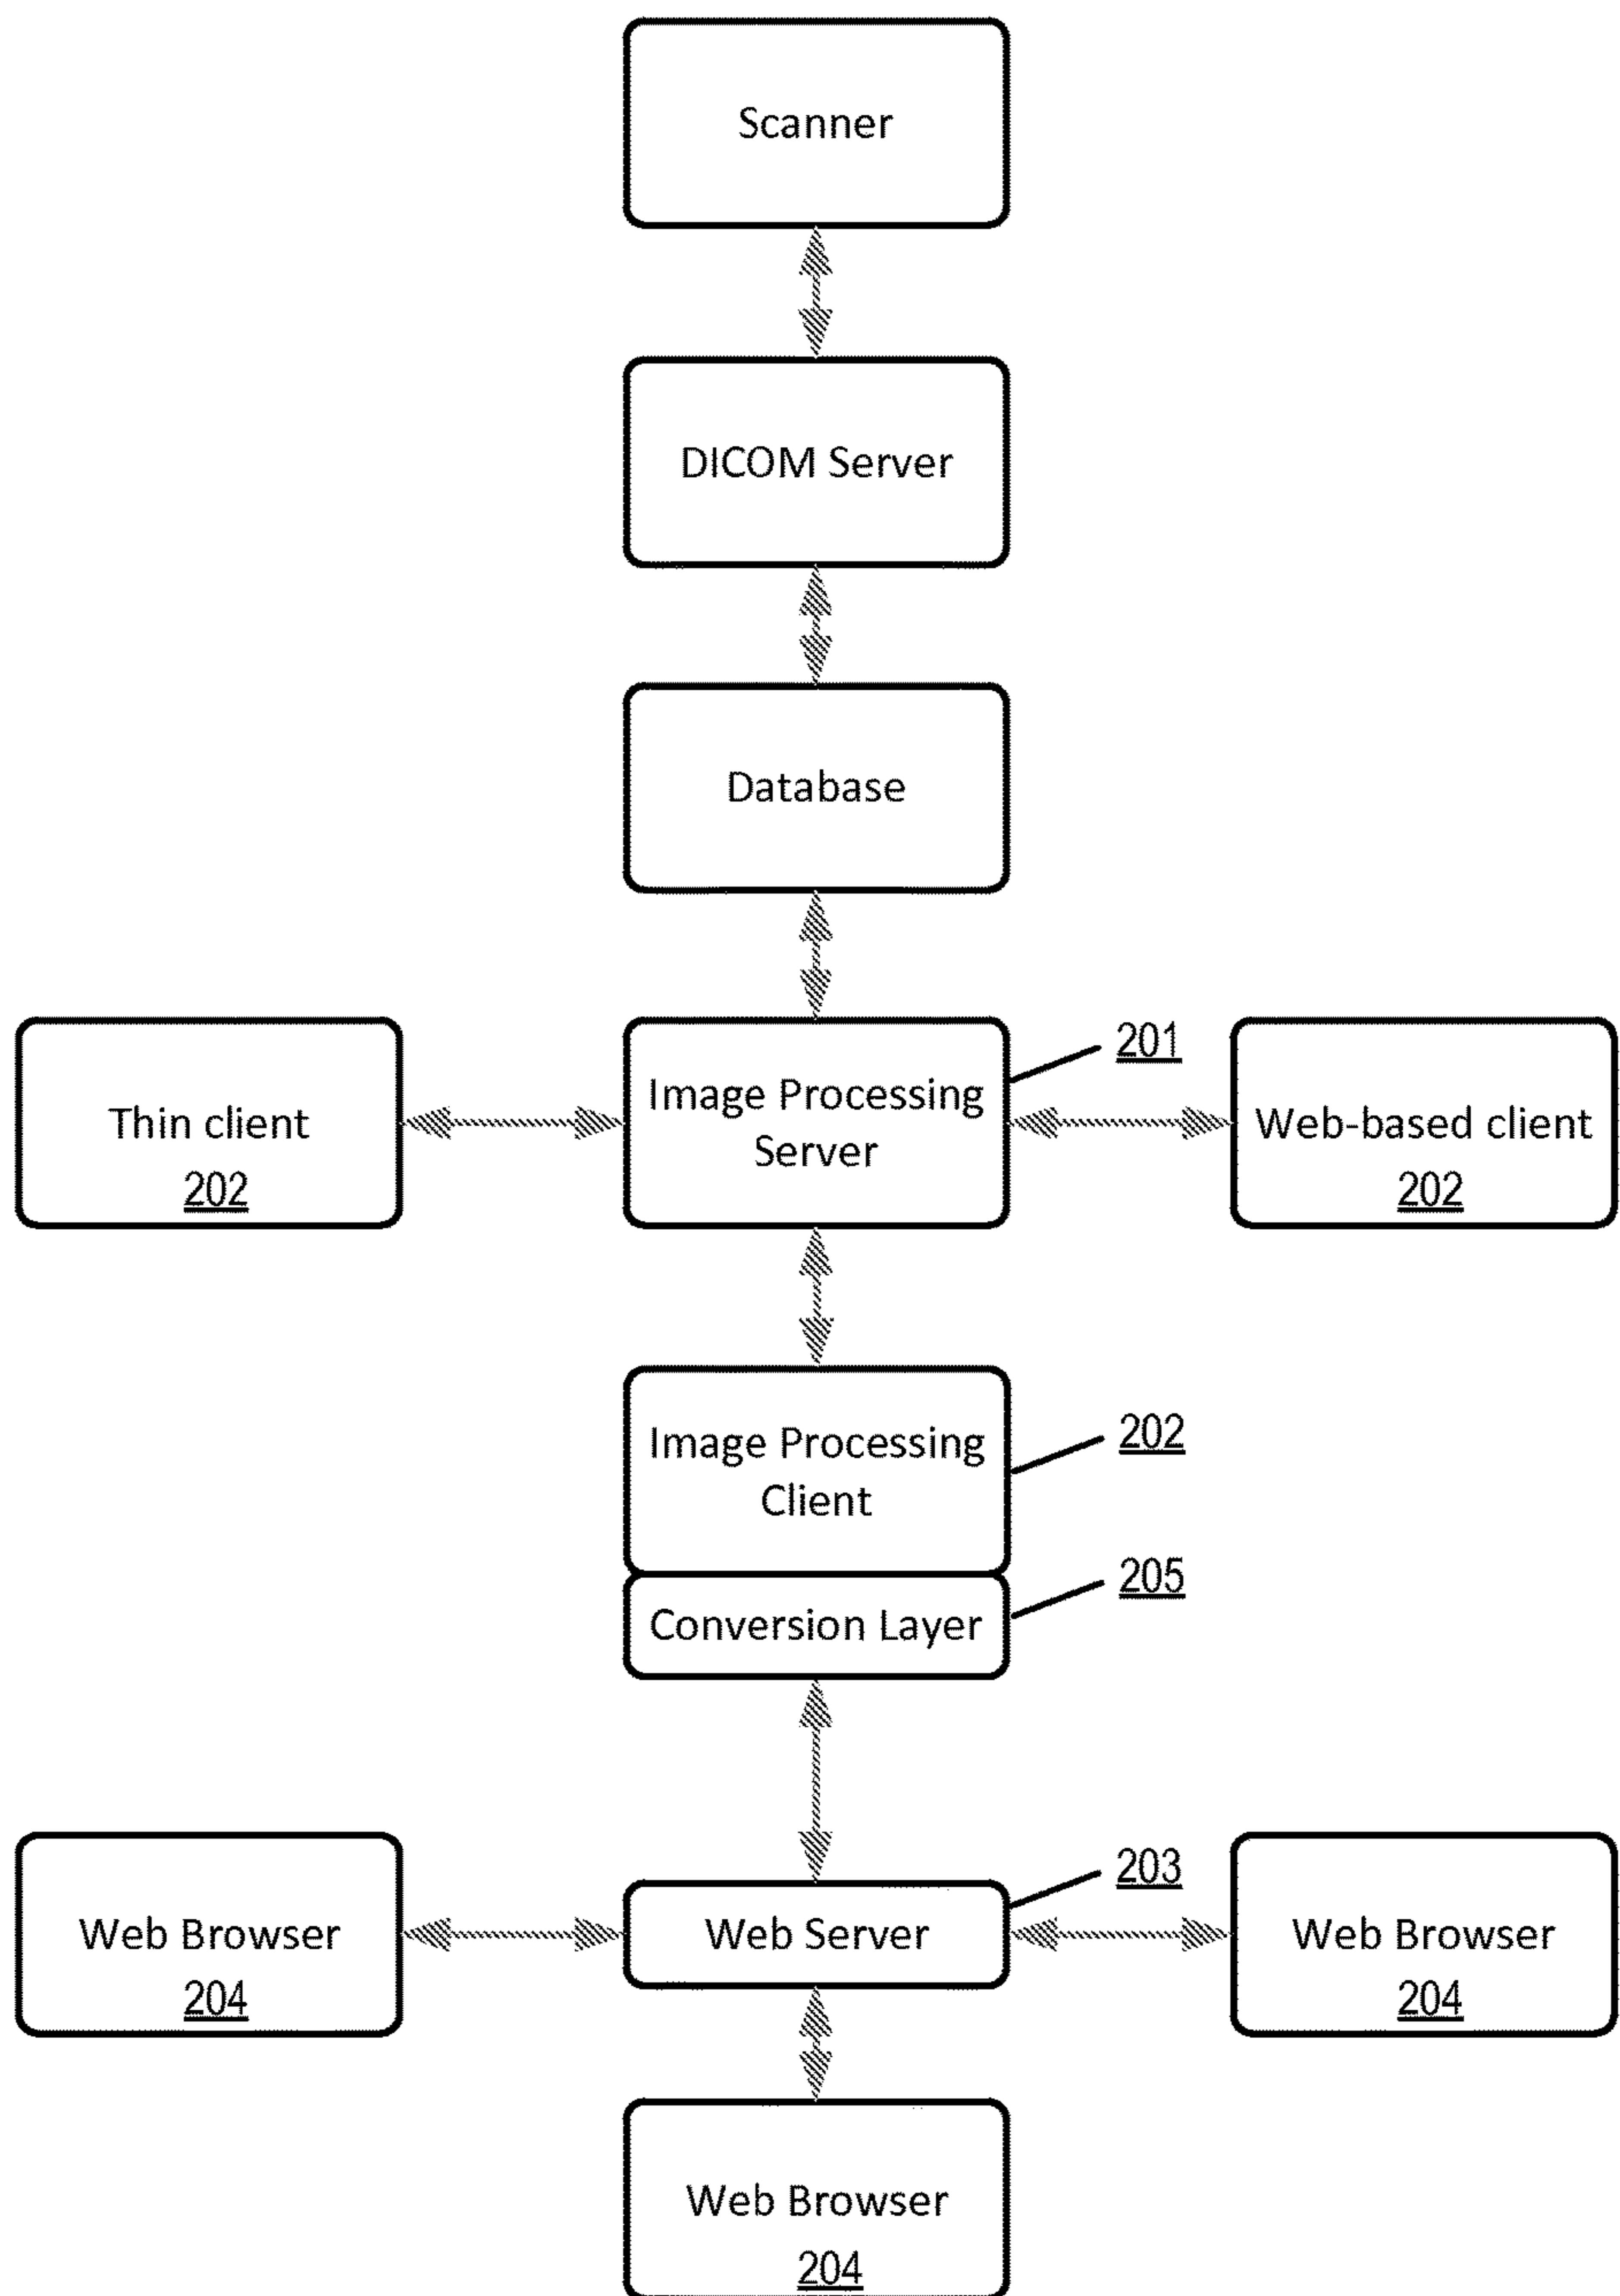 Scanner
DICOM Server
Database
Thin client
202
Image Processing
Server
201
Web-based client
202
Image Processing
Client
202
Conversion Layer
205
Web Browser
204
Web Server
203
Web Browser
204
Web Browser
204